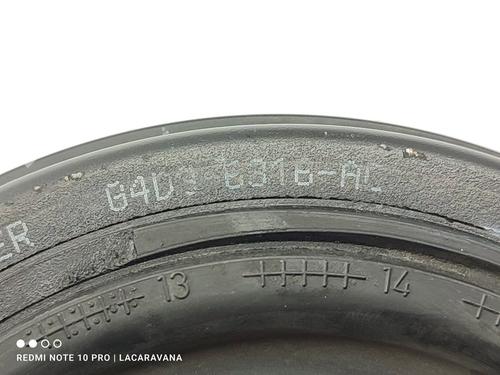 G4D3 6316-AL
ER
13 14
REDMI NOTE 10 PRO | LACARAVANA